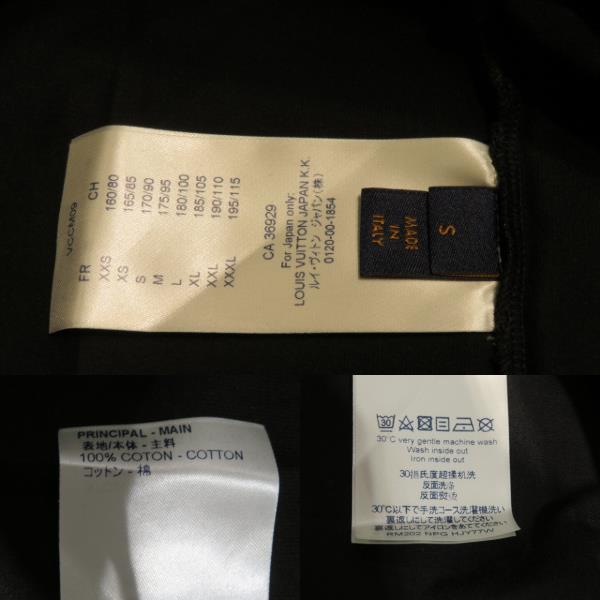 VCCM09
FR CH
XXS 160/80
XS 165/85
S 170/90
M 175/95
L 180/100
XL 185/105
XXL 190/110
XXXL 195/115
CA 36929
For Japan only:
LOUIS VUITTON JAPAN K.K.
ルイ・ヴィトン ジャパン(株)
0120-00-1854
MADE
IN
ITALY
S
PRINCIPAL - MAIN
表地/本体 - 主料
100% COTON - COTTON
コットン - 棉
30
30°C very gentle machine wash
Wash inside out
Iron inside out
30摄氏度超揉机洗
反面洗涤
反面熨烫
30℃以下で手洗コース洗濯機洗い
裏返しにして洗濯してください
裏返しにしてアイロンをあててください
RM202 NPG HJY77W